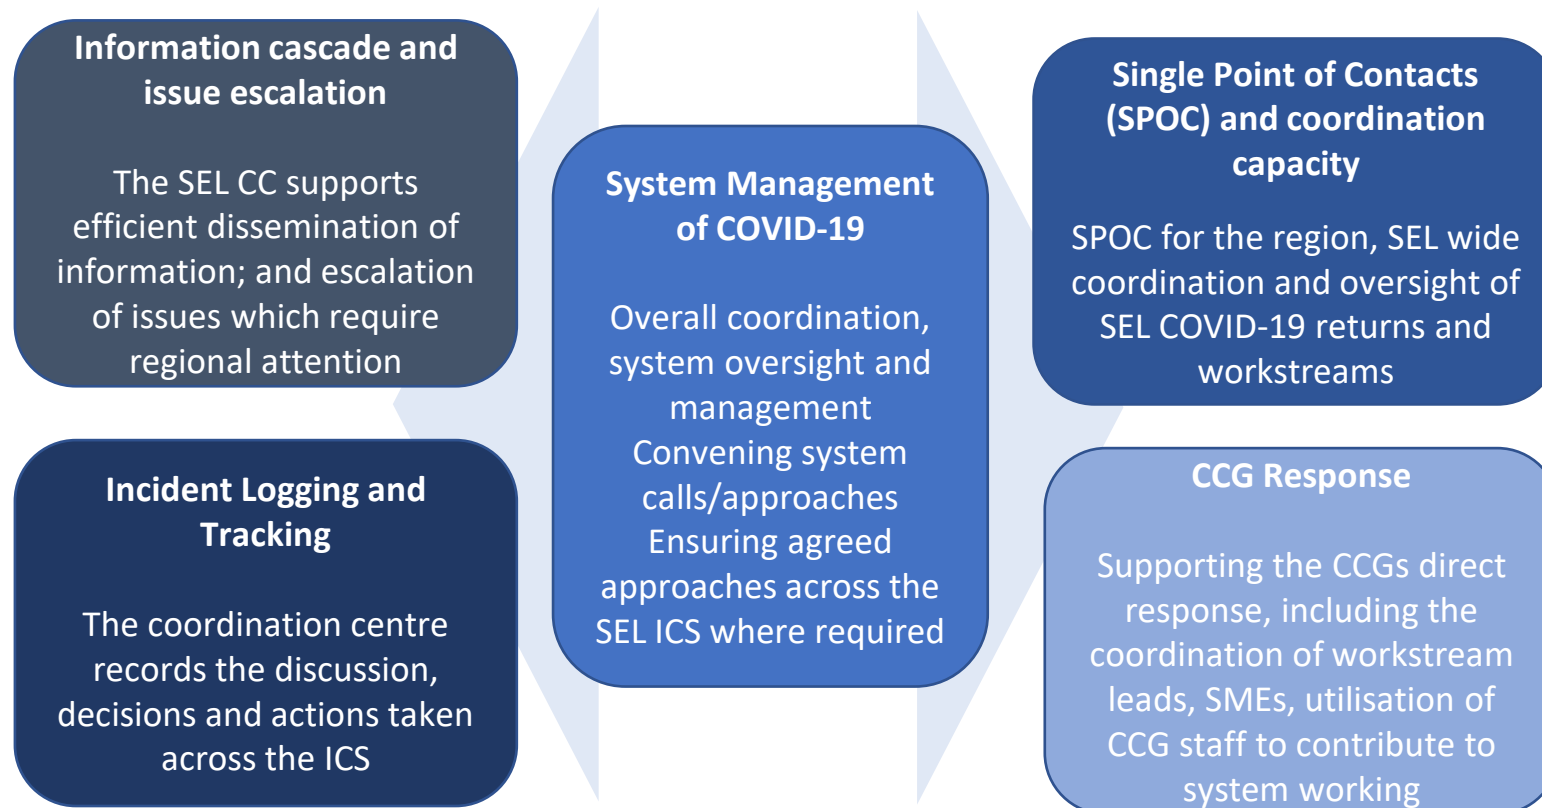 Information cascade and
issue escalation
The SEL CC supports
efficient dissemination of
information; and escalation
of issues which require
regional attention
Incident Logging and
Tracking
The coordination centre
records the discussion,
decisions and actions taken
across the ICS
System Management
of COVID-19
Overall coordination,
system oversight and
management
Convening system
calls/approaches
Ensuring agreed
approaches across the
SEL ICS where required
Single Point of Contacts
(SPOC) and coordination
capacity
SPOC for the region, SEL wide
coordination and oversight of
SEL COVID-19 returns and
workstreams
CCG Response
Supporting the CCGs direct
response, including the
coordination of workstream
leads, SMEs, utilisation of
CCG staff to contribute to
system working